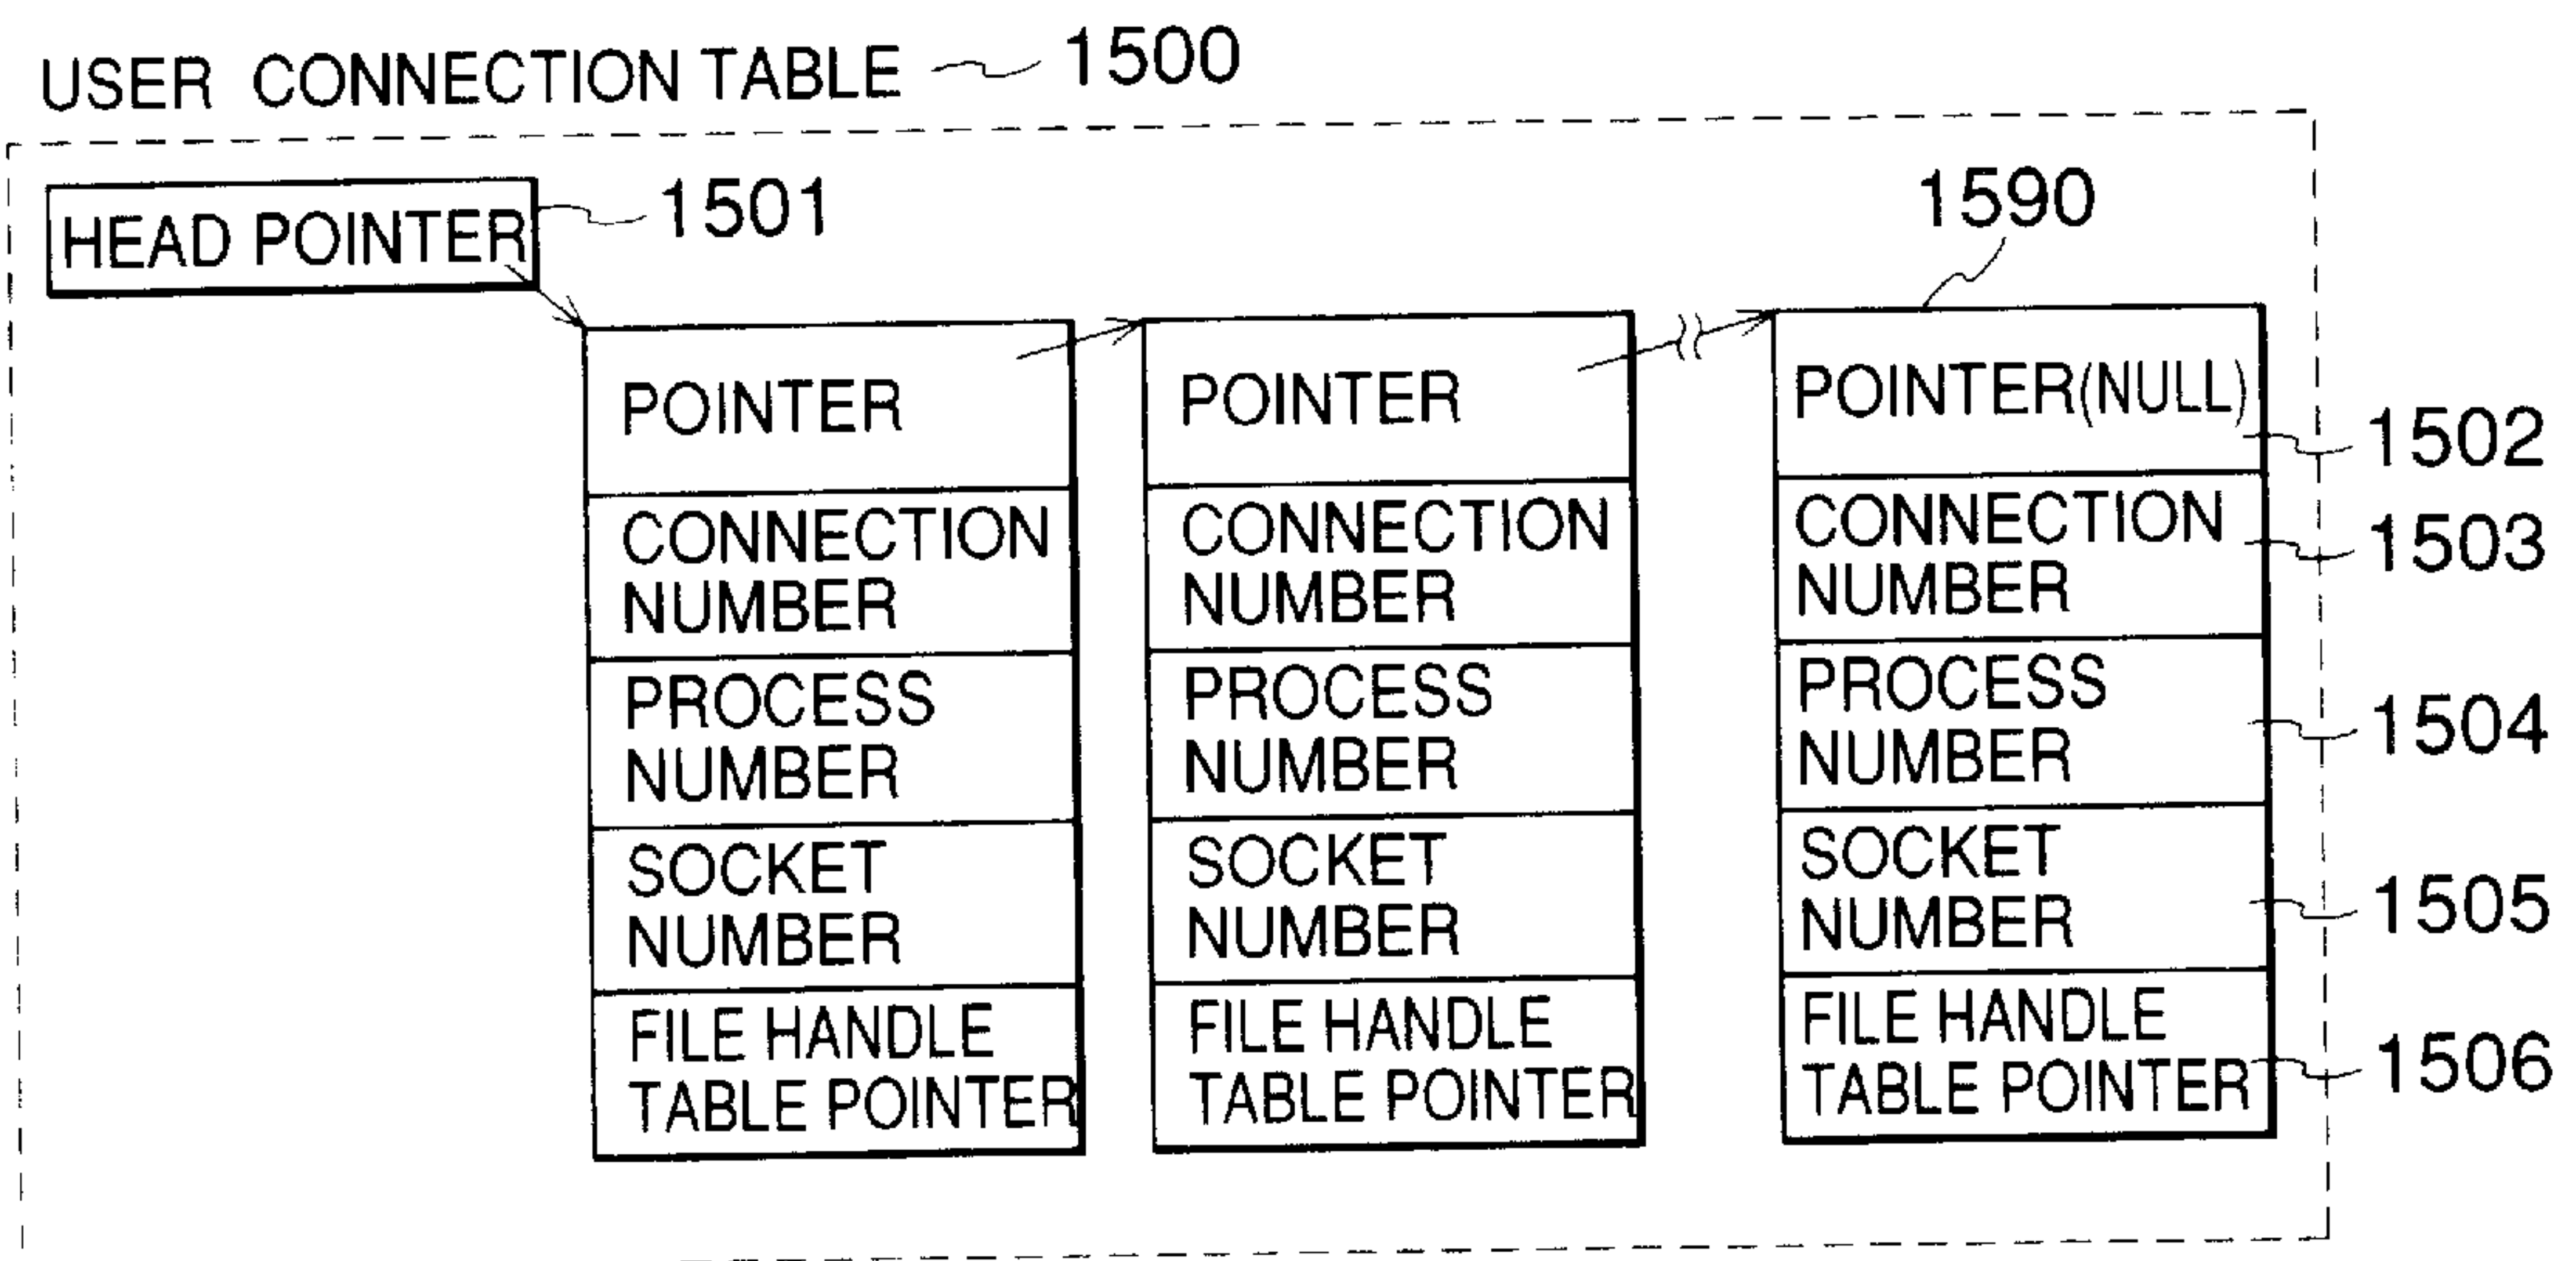 USER CONNECTION TABLE 1500
HEAD POINTER 1501
1590
POINTER
CONNECTION
NUMBER
PROCESS
NUMBER
SOCKET
NUMBER
FILE HANDLE
TABLE POINTER
POINTER
CONNECTION
NUMBER
PROCESS
NUMBER
SOCKET
NUMBER
FILE HANDLE
TABLE POINTER
POINTER(NULL)
1502
CONNECTION
NUMBER
1503
PROCESS
NUMBER
1504
SOCKET
NUMBER
1505
FILE HANDLE
TABLE POINTER
1506